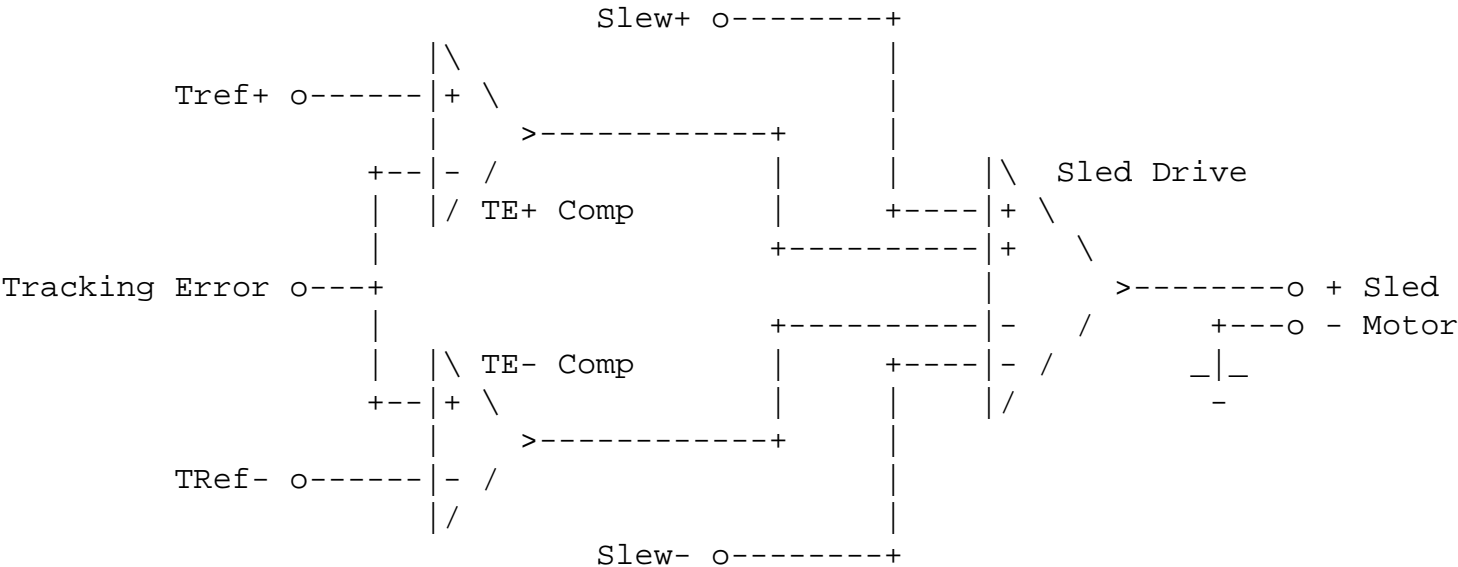 Slew+ o--------+
|\ |
Tref+ o------|+ \ |
| >------------+ |
+--|- / | | |\ Sled Drive
| |/ TE+ Comp | +----|+ \
| +----------|+ \
Tracking Error o---+ | >--------o + Sled
| +----------|- / +---o - Motor
| |\ TE- Comp | +----|- / _|_
+--|+ \ | | |/ -
| >------------+ |
TRef- o------|- / |
|/ |
Slew- o--------+